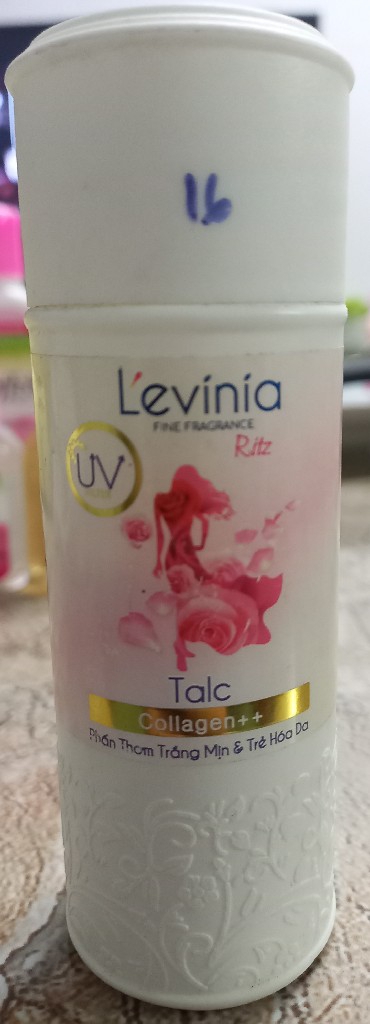 16
L'evinia
FINE FRAGRANCE
Ritz
UV
Talc
Collagen++
Phấn Thơm Trắng Mịn & Trẻ Hóa Da